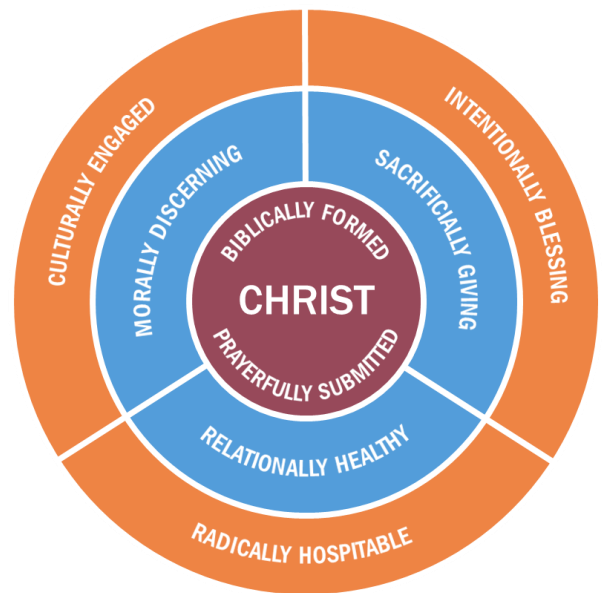 CULTURALLY ENGAGED
INTENTIONALLY BLESSING
MORALLY DISCERNING
SACRIFICIALLY GIVING
BIBLICALLY FORMED
CHRIST
PRAYERFULLY SUBMITTED
RELATIONALLY HEALTHY
RADICALLY HOSPITABLE